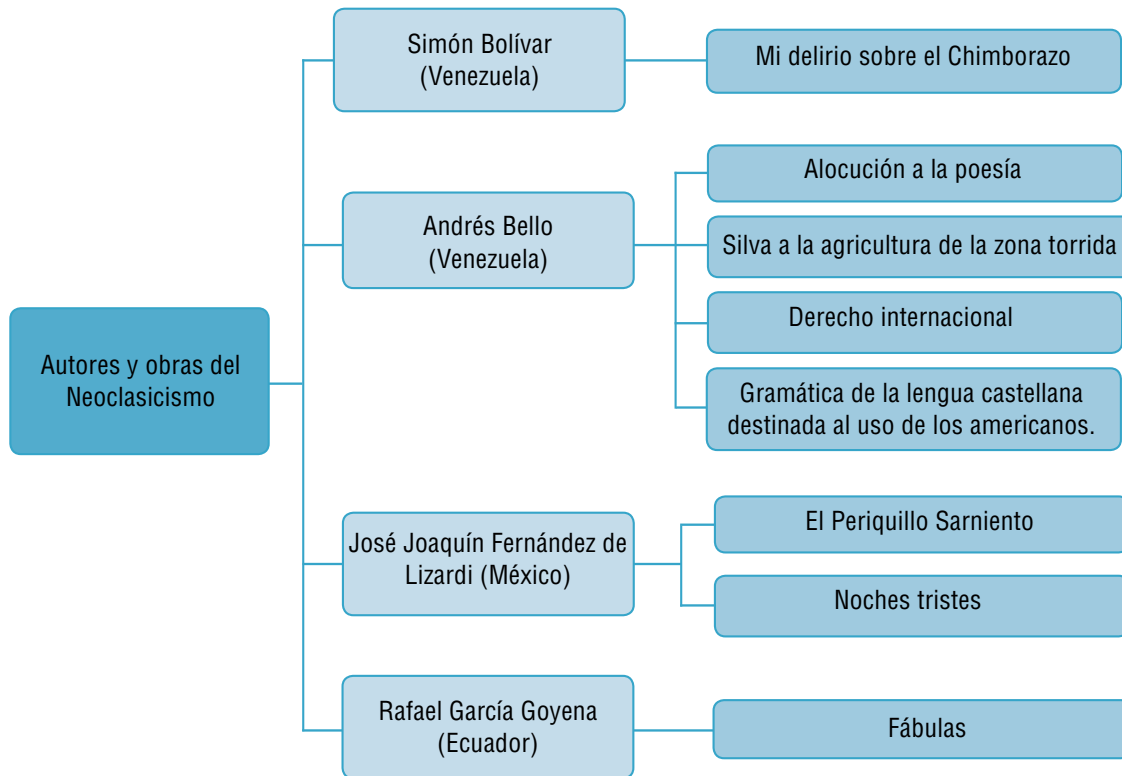 Autores y obras del
Neoclasicismo
Simón Bolívar
(Venezuela)
Mi delirio sobre el Chimborazo
Andrés Bello
(Venezuela)
Alocución a la poesía
Silva a la agricultura de la zona torrida
Derecho internacional
Gramática de la lengua castellana
destinada al uso de los americanos.
José Joaquín Fernández de
Lizardi (México)
El Periquillo Sarniento
Noches tristes
Rafael García Goyena
(Ecuador)
Fábulas